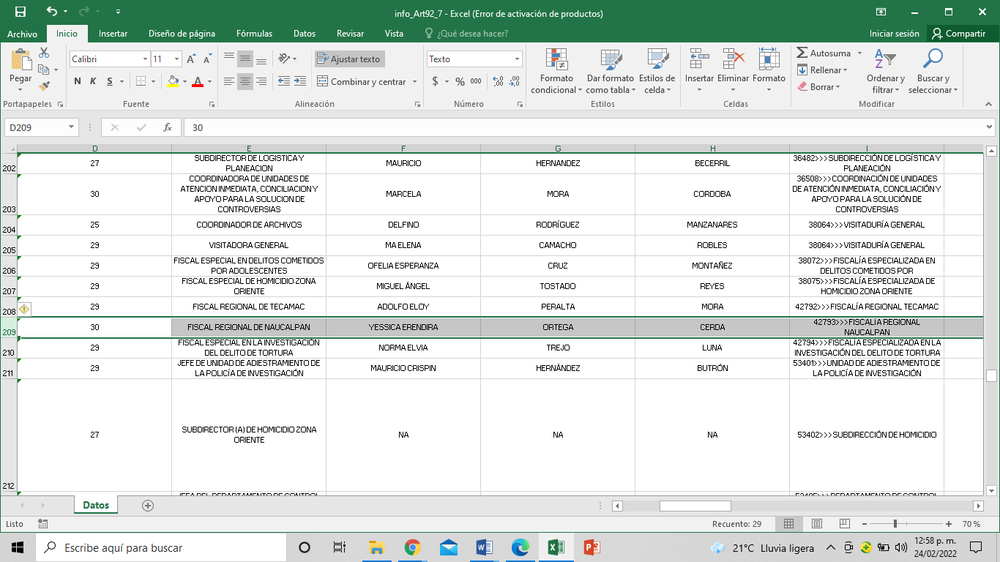 info_Art92_7 - Excel (Error de activación de productos)
Archivo Inicio Insertar Diseño de página Fórmulas Datos Revisar Vista ¿Qué desea hacer? Iniciar sesión Compartir
Calibri 11 Ajustar texto Texto Autosuma
Pegar N K S Combinar y centrar $ % 000 Formato condicional Dar formato como tabla Estilos de celda Insertar Eliminar Formato Rellenar Borrar Ordenar y filtrar Buscar y seleccionar
Portapapeles Fuente Alineación Número Estilos Celdas Modificar
D209 fx 30
D E F G H I
202 27 SUBDIRECTOR DE LOGISTICA Y PLANEACION MAURICIO HERNANDEZ BECERRIL 36482>>>SUBDIRECCIÓN DE LOGÍSTICA Y PLANEACIÓN
203 30 COORDINADORA DE UNIDADES DE ATENCION INMEDIATA, CONCILIACION Y APOYO PARA LA SOLUCION DE CONTROVERSIAS MARCELA MORA CORDOBA 36508>>>COORDINACIÓN DE UNIDADES DE ATENCIÓN INMEDIATA, CONCILIACIÓN Y APOYO PARA LA SOLUCIÓN DE CONTROVERSIAS
204 25 COORDINADOR DE ARCHIVOS DELFINO RODRÍGUEZ MANZANARES 38064>>>VISITADURÍA GENERAL
205 29 VISITADORA GENERAL MA ELENA CAMACHO ROBLES 38064>>>VISITADURÍA GENERAL
206 29 FISCAL ESPECIAL EN DELITOS COMETIDOS POR ADOLESCENTES OFELIA ESPERANZA CRUZ MONTAÑEZ 38072>>>FISCALÍA ESPECIALIZADA EN DELITOS COMETIDOS POR
207 29 FISCAL ESPECIAL DE HOMICIDIO ZONA ORIENTE MIGUEL ÁNGEL TOSTADO REYES 38075>>>FISCALÍA ESPECIALIZADA DE HOMICIDIO ZONA ORIENTE
208 29 FISCAL REGIONAL DE TECAMAC ADOLFO ELOY PERALTA MORA 42792>>>FISCALÍA REGIONAL TECAMAC
209 30 FISCAL REGIONAL DE NAUCALPAN YESSICA ERENDIRA ORTEGA CERDA 42793>>>FISCALÍA REGIONAL NAUCALPAN
210 29 FISCAL ESPECIAL EN LA INVESTIGACIÓN DEL DELITO DE TORTURA NORMA ELVIA TREJO LUNA 42794>>>FISCALÍA ESPECIALIZADA EN LA INVESTIGACIÓN DEL DELITO DE TORTURA
211 29 JEFE DE UNIDAD DE ADIESTRAMIENTO DE LA POLICÍA DE INVESTIGACIÓN MAURICIO CRISPIN HERNÁNDEZ BUTRÓN 53401>>>UNIDAD DE ADIESTRAMIENTO DE LA POLICÍA DE INVESTIGACIÓN
212 27 SUBDIRECTOR (A) DE HOMICIDIO ZONA ORIENTE NA NA NA 53402>>>SUBDIRECCIÓN DE HOMICIDIO
Datos
Listo Recuento: 29 70 %
Escribe aquí para buscar 21°C Lluvia ligera 12:58 p. m.
24/02/2022